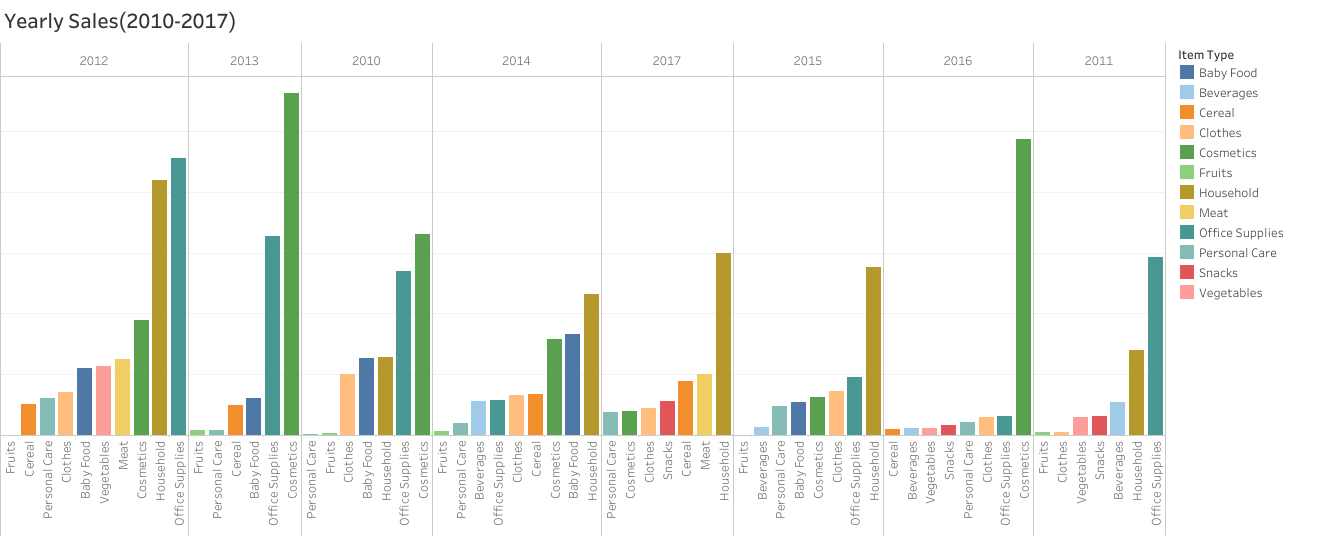 Yearly Sales(2010-2017)
2012 2013 2010 2014 2017 2015 2016 2011
Item Type
Baby Food
Beverages
Cereal
Clothes
Cosmetics
Fruits
Household
Meat
Office Supplies
Personal Care
Snacks
Vegetables
Fruits
Cereal
Personal Care
Clothes
Baby Food
Vegetables
Meat
Cosmetics
Household
Office Supplies
Fruits
Personal Care
Cereal
Baby Food
Office Supplies
Cosmetics
Personal Care
Fruits
Clothes
Baby Food
Household
Office Supplies
Cosmetics
Fruits
Personal Care
Beverages
Office Supplies
Clothes
Cereal
Cosmetics
Baby Food
Household
Personal Care
Cosmetics
Clothes
Snacks
Cereal
Meat
Household
Fruits
Beverages
Personal Care
Baby Food
Cosmetics
Clothes
Office Supplies
Household
Cereal
Beverages
Vegetables
Snacks
Personal Care
Clothes
Office Supplies
Cosmetics
Fruits
Clothes
Vegetables
Snacks
Beverages
Household
Office Supplies